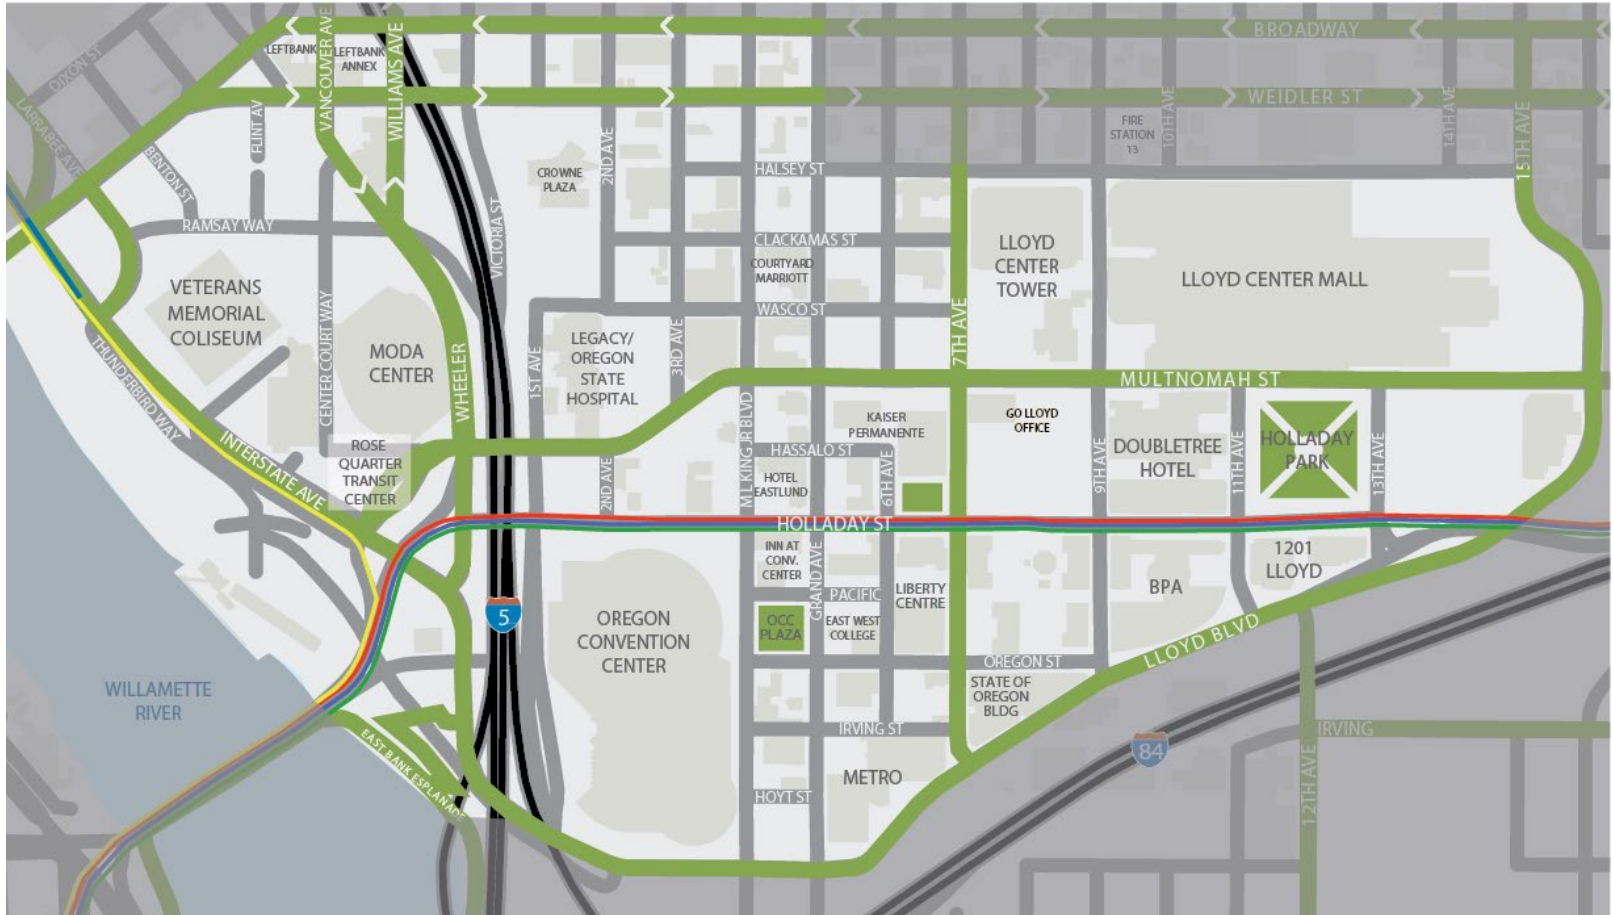 BROADWAY
LEFTBANK
LEFTBANK
ANNEX
VANCOUVER AVE
WILLIAMS AVE
DIXON ST
LARRABEE AVE
WEIDLER ST
FLINT AV
BENTON ST
10TH AVE
14TH AVE
15TH AVE
FIRE
STATION
13
2ND AVE
HALSEY ST
CROWNE
PLAZA
RAMSAY WAY
VICTORIA ST
CLACKAMAS ST
LLOYD
CENTER
TOWER
COURTYARD
MARRIOTT
LLOYD CENTER MALL
VETERANS
MEMORIAL
COLISEUM
CENTER COURT WAY
WASCO ST
7TH AVE
MODA
CENTER
WHEELER
1ST AVE
LEGACY/
OREGON
STATE
HOSPITAL
3RD AVE
THUNDERBIRD WAY
MULTNOMAH ST
M L KING JR BLVD
KAISER
PERMANENTE
GO LLOYD
OFFICE
DOUBLETREE
HOTEL
HOLLADAY
PARK
INTERSTATE AVE
ROSE
QUARTER
TRANSIT
CENTER
HASSALO ST
2ND AVE
HOTEL
EASTLUND
6TH AVE
9TH AVE
11TH AVE
13TH AVE
HOLLADAY ST
INN AT
CONV.
CENTER
GRAND AVE
1201
LLOYD
BPA
PACIFIC
LIBERTY
CENTRE
5
OREGON
CONVENTION
CENTER
OCC
PLAZA
EAST WEST
COLLEGE
LLOYD BLVD
OREGON ST
WILLAMETTE
RIVER
STATE OF
OREGON
BLDG
IRVING ST
IRVING
EAST BANK ESPLANADE
84
METRO
12TH AVE
HOYT ST